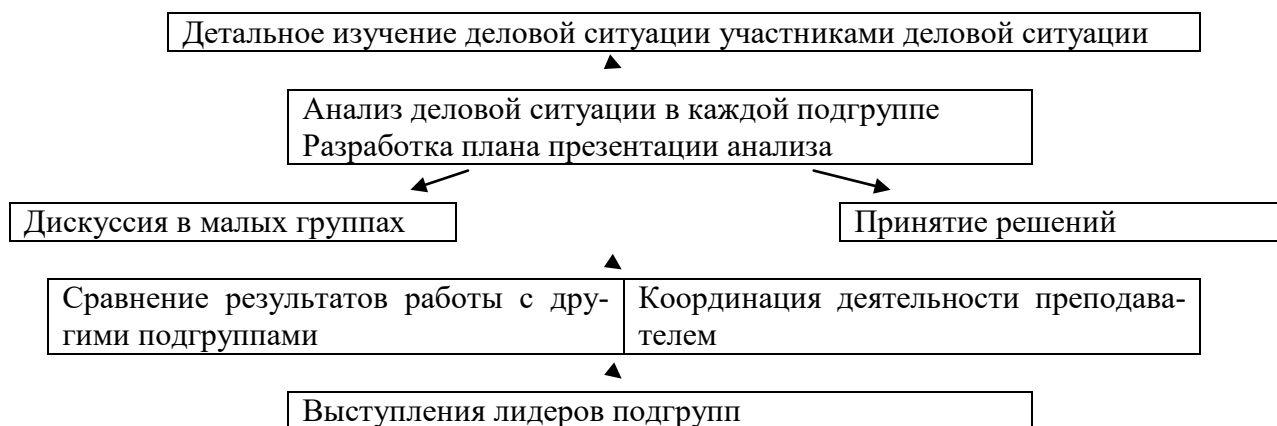 Детальное изучение деловой ситуации участниками деловой ситуации
Анализ деловой ситуации в каждой подгруппе
Разработка плана презентации анализа
Дискуссия в малых группах
Принятие решений
Сравнение результатов работы с дру-
гими подгруппами
Координация деятельности преподава-
телем
Выступления лидеров подгрупп